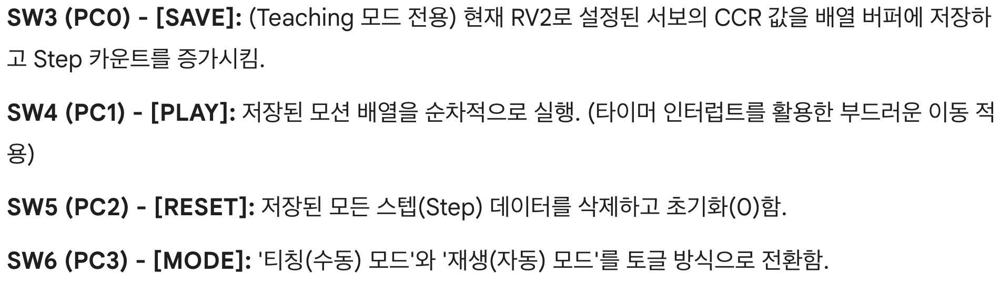 SW3 (PC0) - [SAVE]: (Teaching 모드 전용) 현재 RV2로 설정된 서보의 CCR 값을 배열 버퍼에 저장하
고 Step 카운트를 증가시킴.
SW4 (PC1) - [PLAY]: 저장된 모션 배열을 순차적으로 실행. (타이머 인터럽트를 활용한 부드러운 이동 적
용)
SW5 (PC2) - [RESET]: 저장된 모든 스텝(Step) 데이터를 삭제하고 초기화(0)함.
SW6 (PC3) - [MODE]: '티칭(수동) 모드'와 '재생(자동) 모드'를 토글 방식으로 전환함.